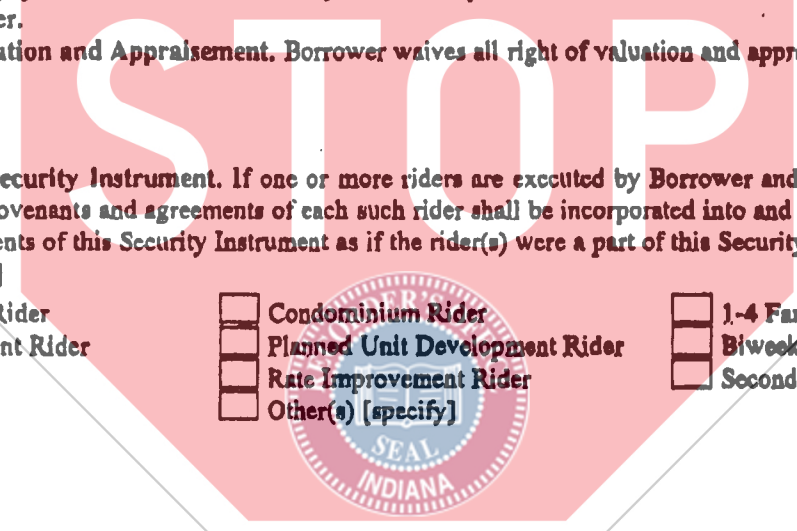 STOP
er.
ation and Appraisement. Borrower waives all right of valuation and appr
ecurity Instrument. If one or more riders are executed by Borrower and
ovenants and agreements of each such rider shall be incorporated into and
ents of this Security Instrument as if the rider(s) were a part of this Security
]
Rider Condominium Rider 1-4 Fa
nt Rider Planned Unit Development Rider Biweek
Rate Improvement Rider Second
Other(s) [specify]
SEAL
INDIANA